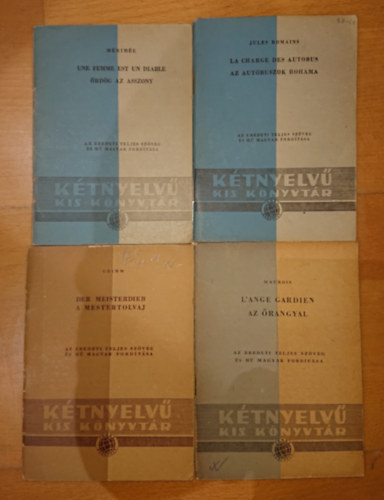 MÉRIMÉE
UNE FEMME EST UN DIABLE
ÖRDÖG AZ ASSZONY
AZ EREDETI TELJES SZÖVEG
ÉS HŰ MAGYAR FORDÍTÁSA
KÉTNYELVŰ
KIS KÖNYVTÁR
JULES ROMAINS
LA CHARGE DES AUTOBUS
AZ AUTÓBUSZOK ROHAMA
AZ EREDETI TELJES SZÖVEG
ÉS HŰ MAGYAR FORDÍTÁSA
KÉTNYELVŰ
KIS KÖNYVTÁR
GRIMM
DER MEISTERDIEB
A MESTERTOLVAJ
AZ EREDETI TELJES SZÖVEG
ÉS HŰ MAGYAR FORDÍTÁSA
KÉTNYELVŰ
KIS KÖNYVTÁR
MAUROIS
L'ANGE GARDIEN
AZ ŐRANGYAL
AZ EREDETI TELJES SZÖVEG
ÉS HŰ MAGYAR FORDÍTÁSA
KÉTNYELVŰ
KIS KÖNYVTÁR